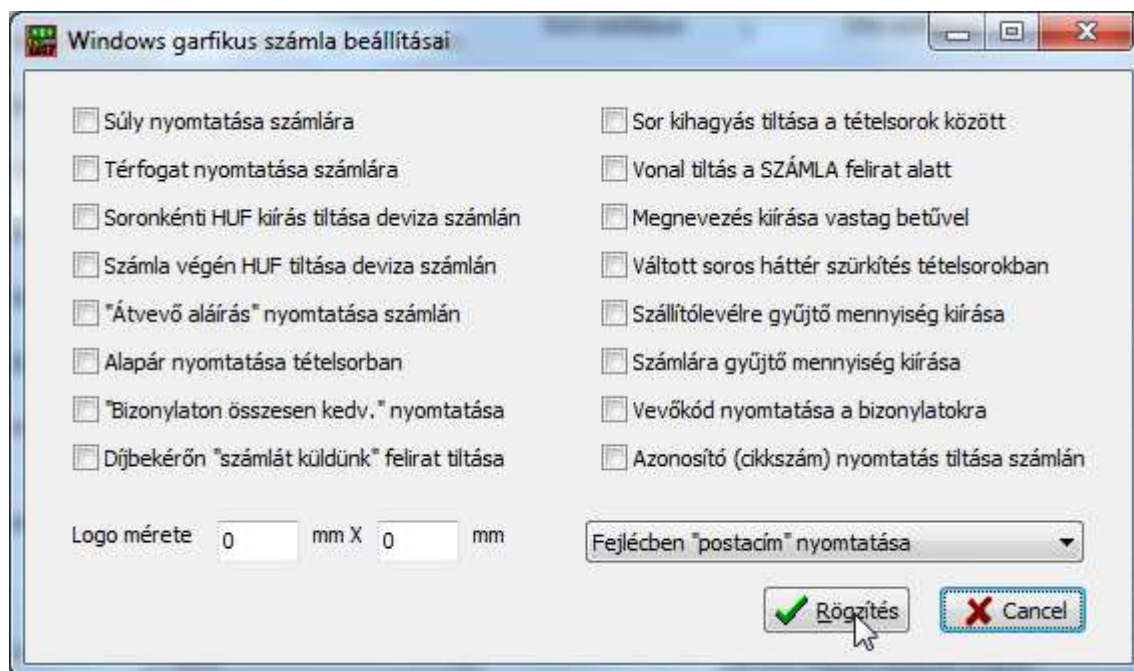 Windows garfikus számla beállításai
Súly nyomtatása számlára
Térfogat nyomtatása számlára
Soronkénti HUF kiírás tiltása deviza számlán
Számla végén HUF tiltása deviza számlán
"Átvevő aláírás" nyomtatása számlán
Alapár nyomtatása tételsorban
"Bizonylaton összesen kedv." nyomtatása
Díjbekérőn "számlát küldünk" felirat tiltása
Sor kihagyás tiltása a tételsorok között
Vonal tiltás a SZÁMLA felirat alatt
Megnevezés kiírása vastag betűvel
Váltott soros háttér szürkítés tételsorokban
Szállítólevélre gyűjtő mennyiség kiírása
Számlára gyűjtő mennyiség kiírása
Vevőkód nyomtatása a bizonylatokra
Azonosító (cikkszám) nyomtatás tiltása számlán
Logo mérete 0 mm X 0 mm
Fejlécben "postacím" nyomtatása
Rögzítés
Cancel